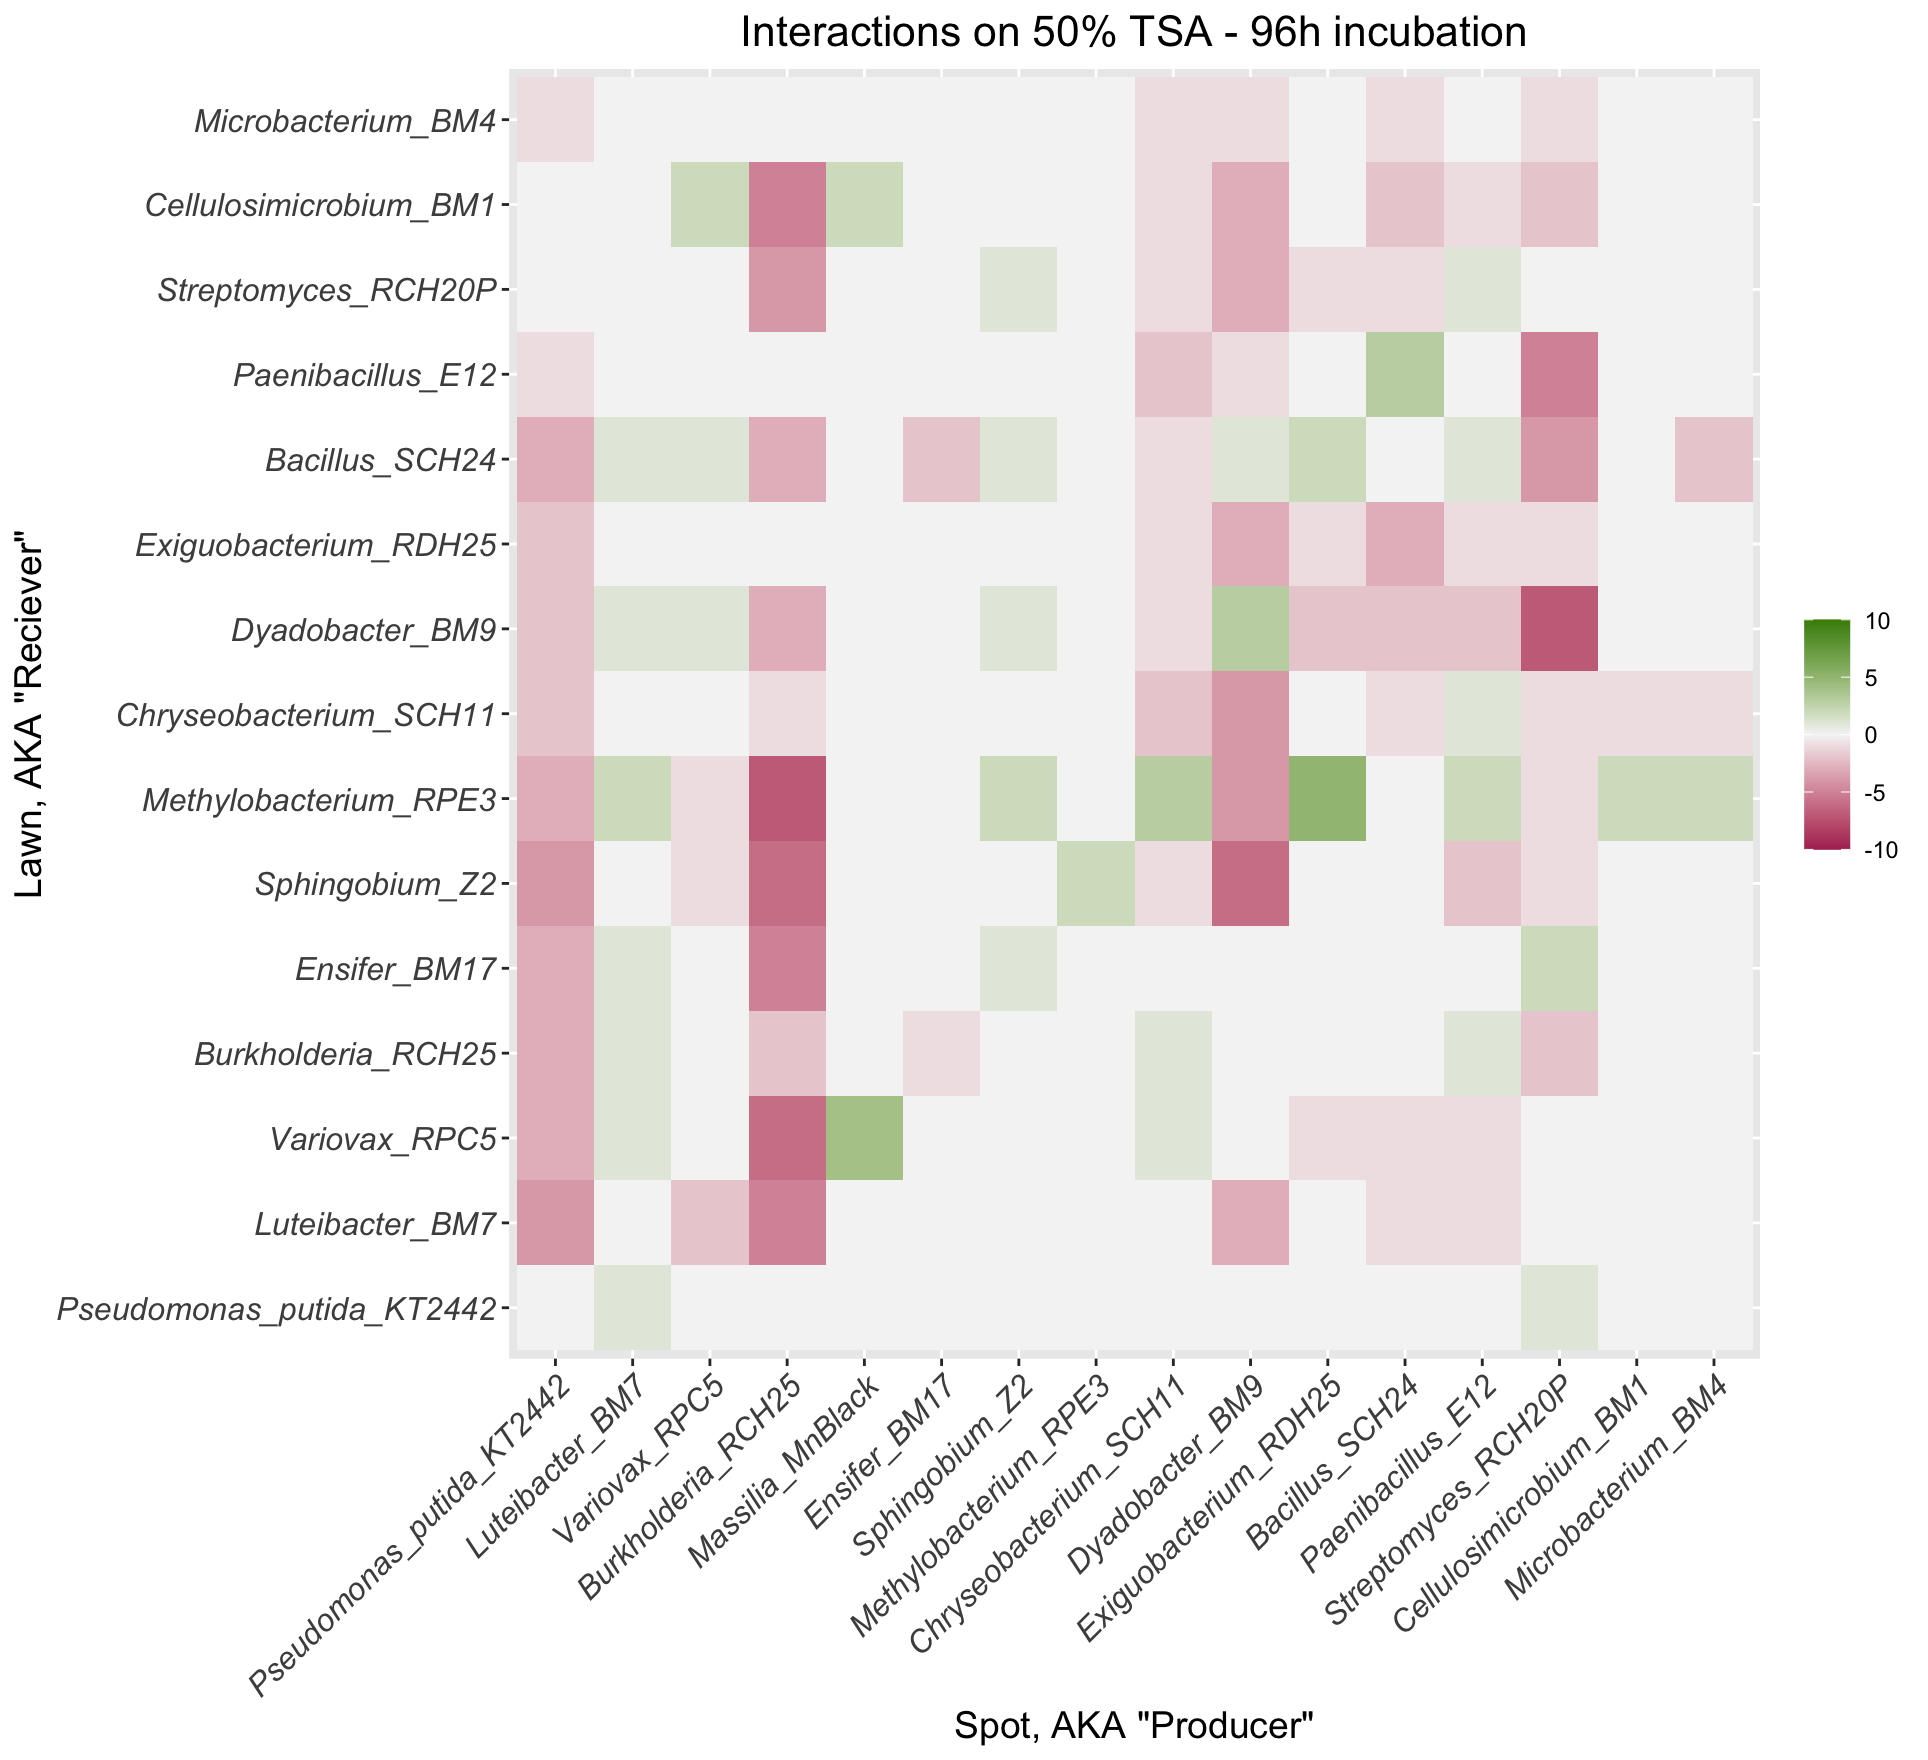 Interactions on 50% TSA - 96h incubation
Lawn, AKA "Reciever"
Microbacterium_BM4
Cellulosimicrobium_BM1
Streptomyces_RCH20P
Paenibacillus_E12
Bacillus_SCH24
Exiguobacterium_RDH25
Dyadobacter_BM9
Chryseobacterium_SCH11
Methylobacterium_RPE3
Sphingobium_Z2
Ensifer_BM17
Burkholderia_RCH25
Variovax_RPC5
Luteibacter_BM7
Pseudomonas_putida_KT2442
10
5
0
-5
-10
Pseudomonas_putida_KT2442
Luteibacter_BM7
Variovax_RPC5
Burkholderia_RCH25
Massilia_MnBlack
Ensifer_BM17
Sphingobium_Z2
Methylobacterium_RPE3
Chryseobacterium_SCH11
Dyadobacter_BM9
Exiguobacterium_RDH25
Bacillus_SCH24
Paenibacillus_E12
Streptomyces_RCH20P
Cellulosimicrobium_BM1
Microbacterium_BM4
Spot, AKA "Producer"